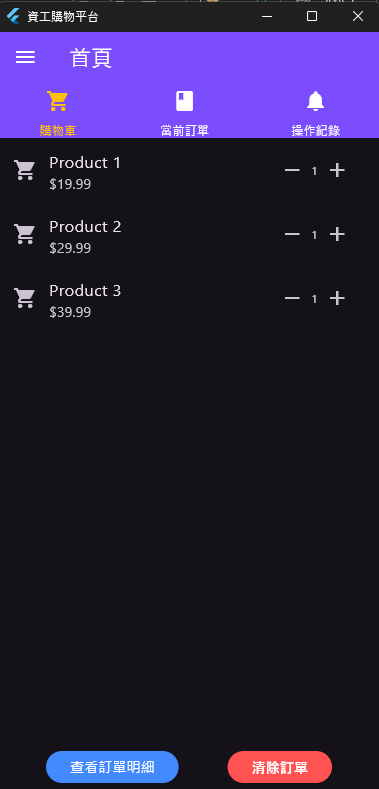 資工購物平台
首頁
購物車 當前訂單 操作紀錄
Product 1
$19.99
1
Product 2
$29.99
1
Product 3
$39.99
1
查看訂單明細 清除訂單